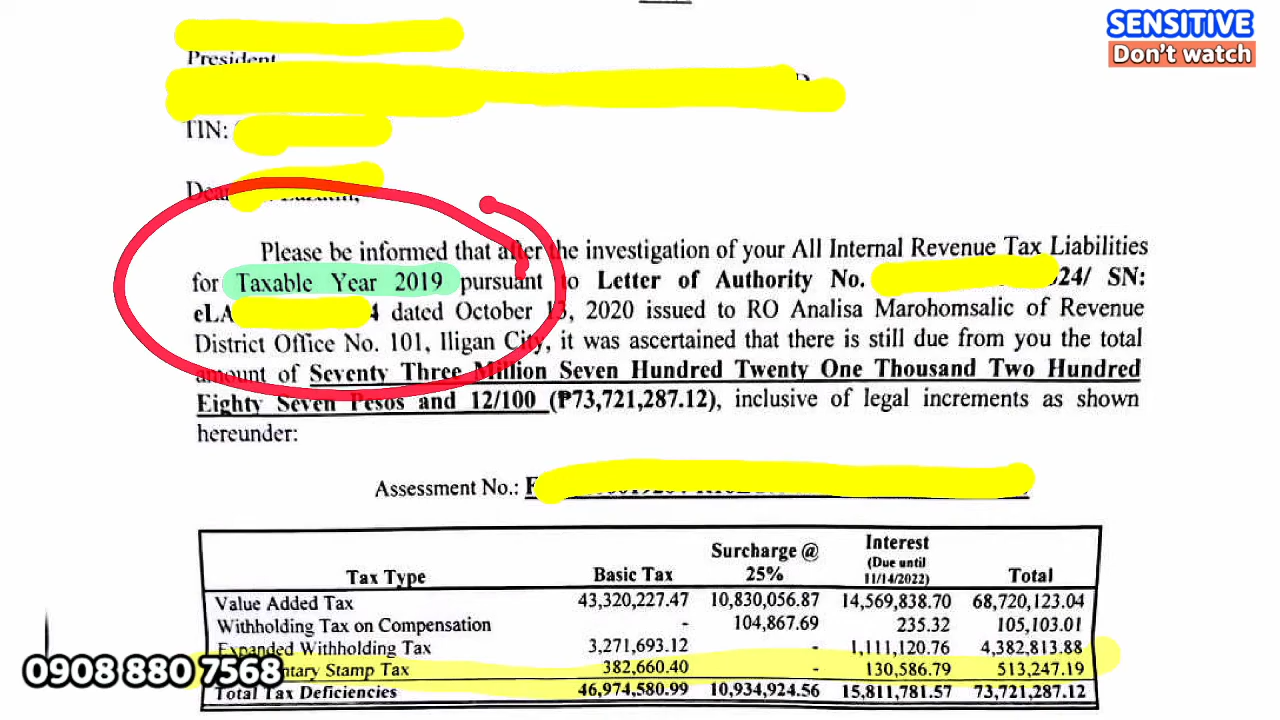 SENSITIVE
Don't watch
President
TIN:
Dear
Please be informed that after the investigation of your All Internal Revenue Tax Liabilities
for Taxable Year 2019 pursuant to Letter of Authority No. 24/ SN:
eLA 4 dated October 13, 2020 issued to RO Analisa Marohomsalic of Revenue
District Office No. 101, Iligan City, it was ascertained that there is still due from you the total
amount of Seventy Three Million Seven Hundred Twenty One Thousand Two Hundred
Eighty Seven Pesos and 12/100 (₱73,721,287.12), inclusive of legal increments as shown
hereunder:
Assessment No.:
Tax Type Basic Tax Surcharge @ 25% Interest (Due until 11/14/2022) Total
Value Added Tax 43,320,227.47 10,830,056.87 14,569,838.70 68,720,123.04
Withholding Tax on Compensation - 104,867.69 235.32 105,103.01
Expanded Withholding Tax 3,271,693.12 - 1,111,120.76 4,382,813.88
Stamp Tax 382,660.40 - 130,586.79 513,247.19
Total Tax Deficiencies 46,974,580.99 10,934,924.56 15,811,781.57 73,721,287.12
0908 880 7568